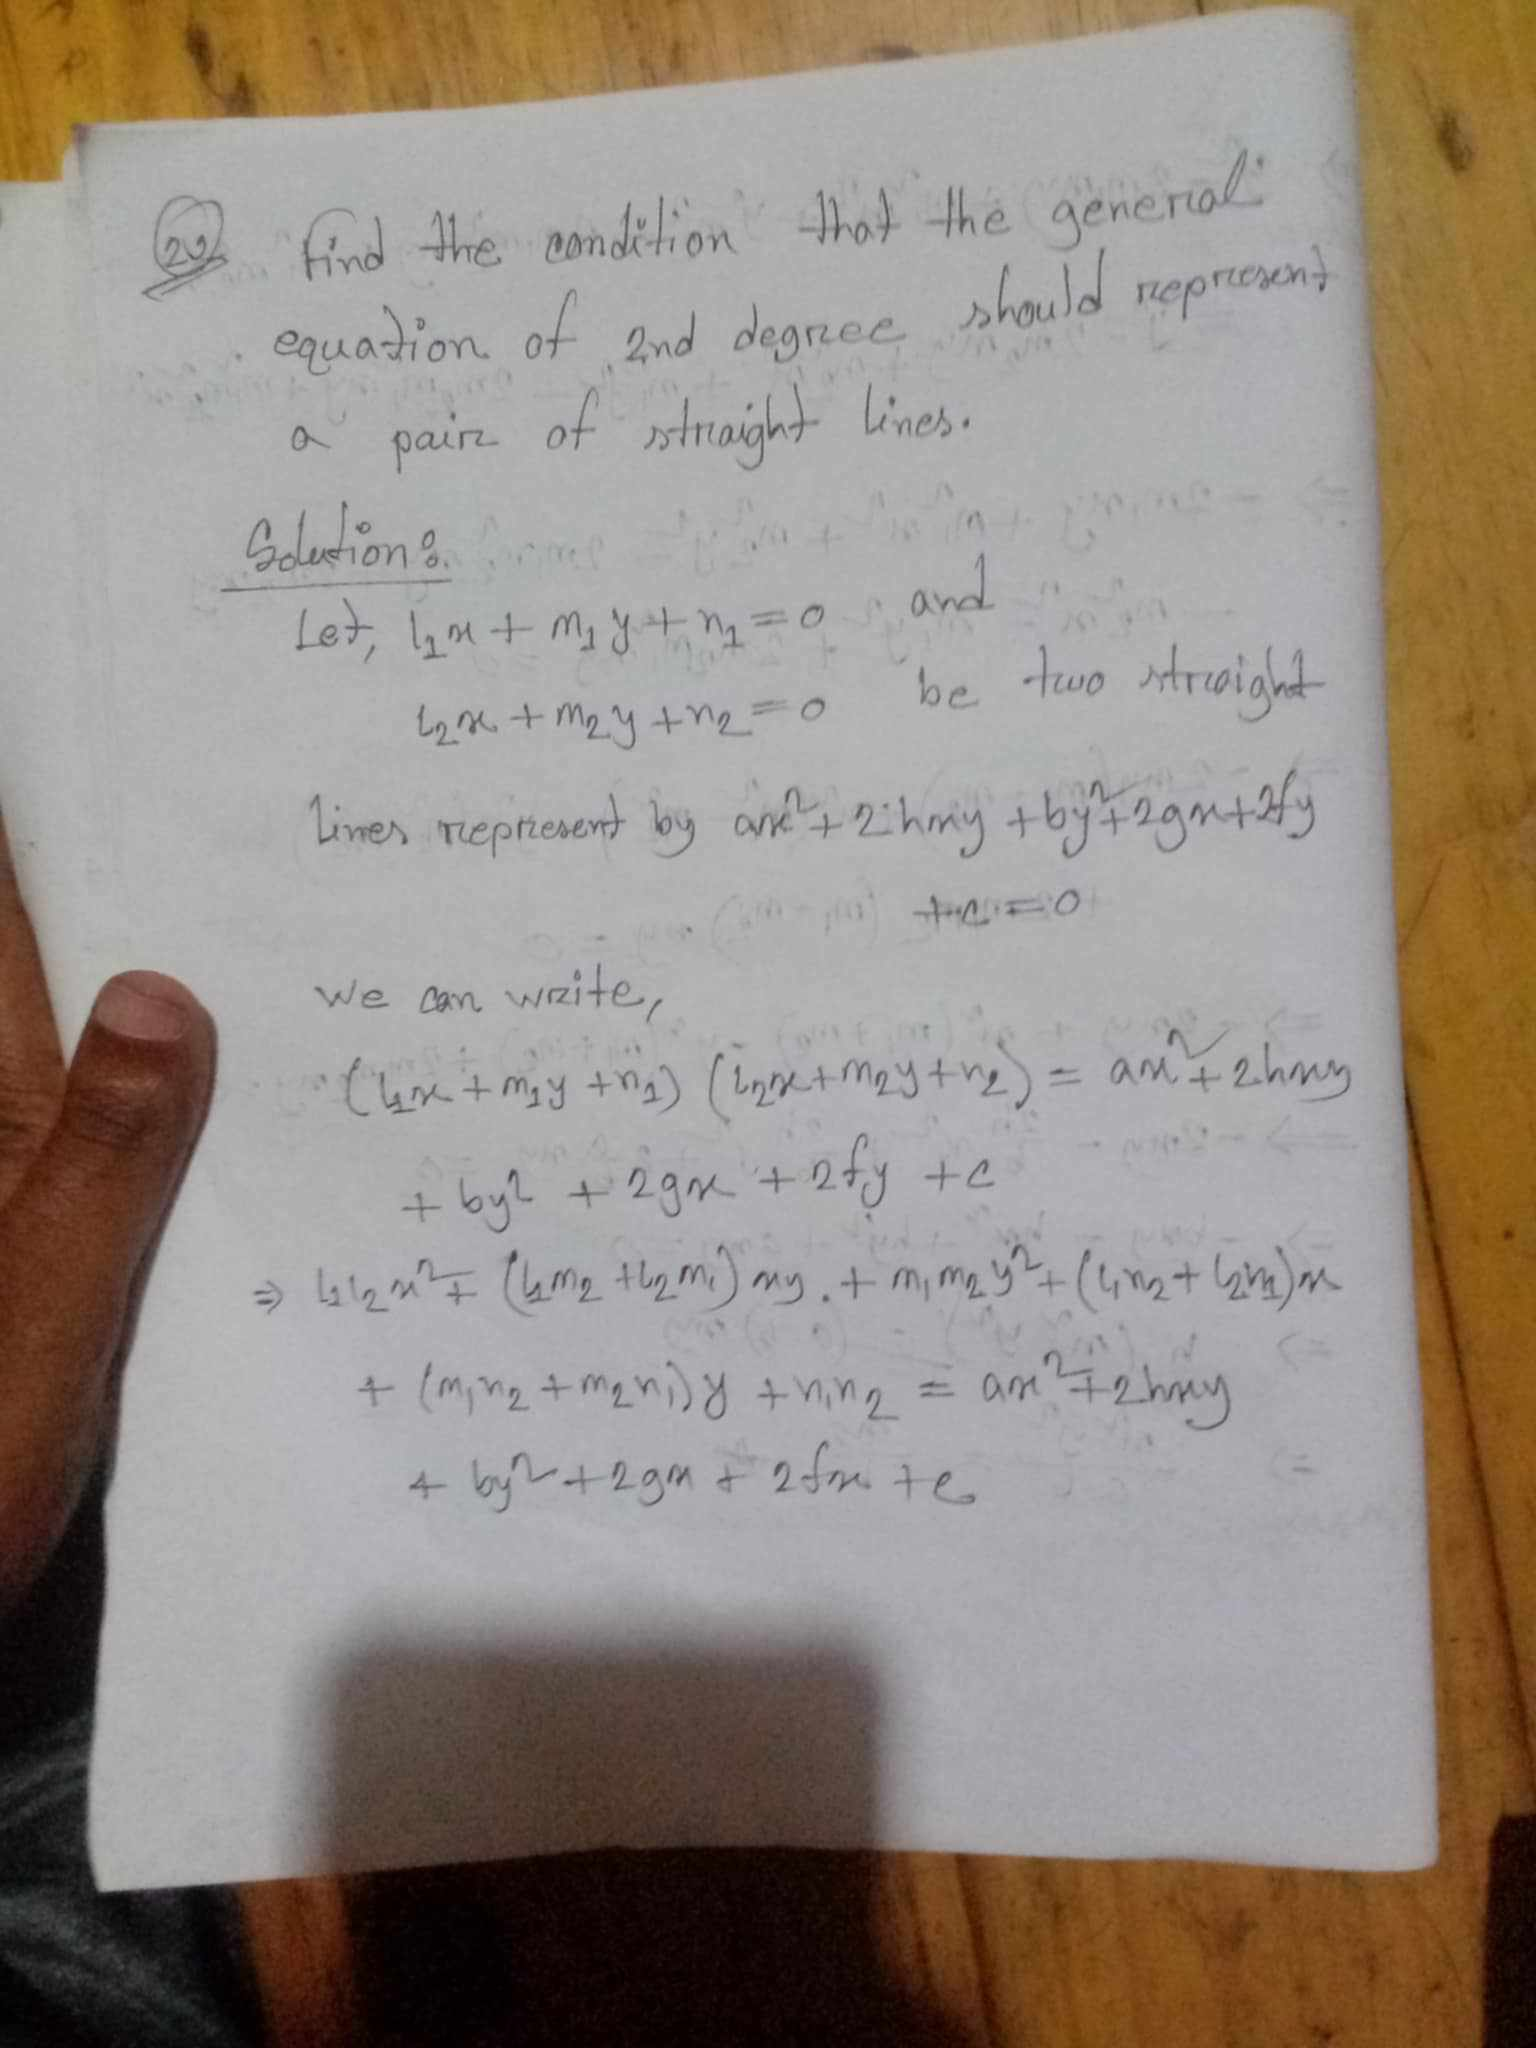 20 Find the condition that the general
equation of 2nd degree should represent
a pair of straight lines.
Solution:
Let, l₁x + m₁y + n₁ = 0 and
l₂x + m₂y + n₂ = 0 be two straight
lines represent by ax² + 2hxy + by² + 2gx + 2fy
+ c = 0
we can write,
(l₁x + m₁y + n₁) (l₂x + m₂y + n₂) = ax² + 2hxy
+ by² + 2gx + 2fy + c
⇒ l₁l₂x² + (l₁m₂ + l₂m₁) xy + m₁m₂y² + (l₁n₂ + l₂n₁)x
+ (m₁n₂ + m₂n₁)y + n₁n₂ = ax² + 2hxy
+ by² + 2gx + 2fx + c